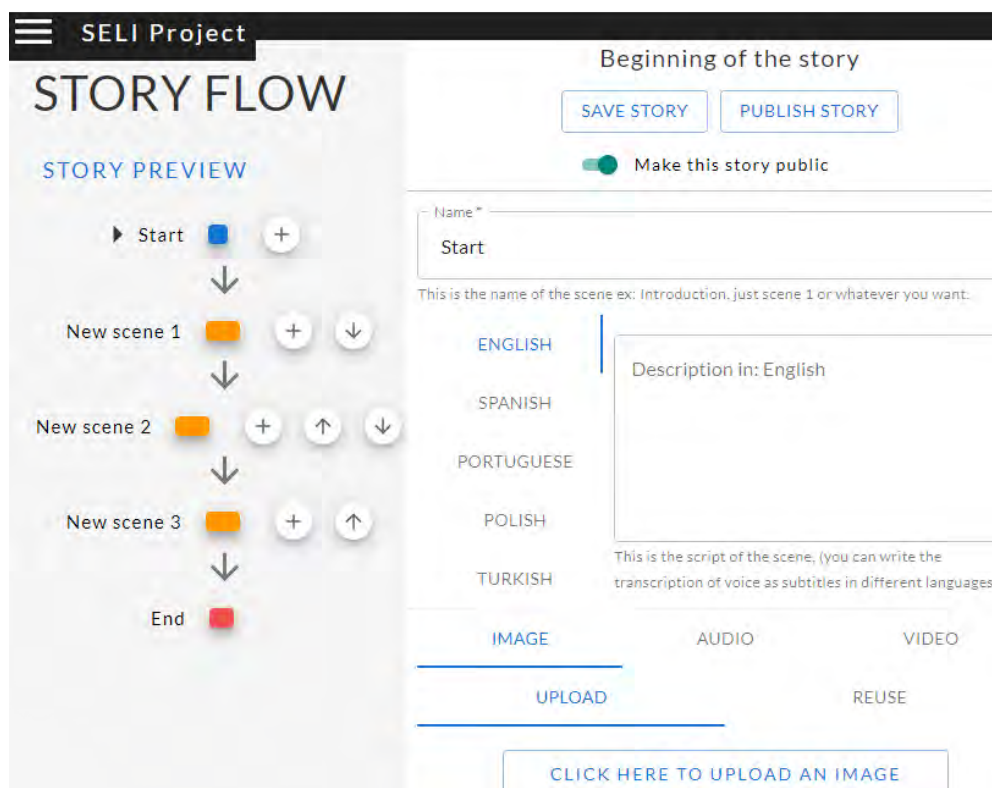 SELI Project
STORY FLOW
STORY PREVIEW
Start
New scene 1
New scene 2
New scene 3
End
Beginning of the story
SAVE STORY
PUBLISH STORY
Make this story public
Name *
Start
This is the name of the scene ex: Introduction, just scene 1 or whatever you want.
ENGLISH
SPANISH
PORTUGUESE
POLISH
TURKISH
Description in: English
This is the script of the scene, (you can write the
transcription of voice as subtitles in different languages
IMAGE
AUDIO
VIDEO
UPLOAD
REUSE
CLICK HERE TO UPLOAD AN IMAGE